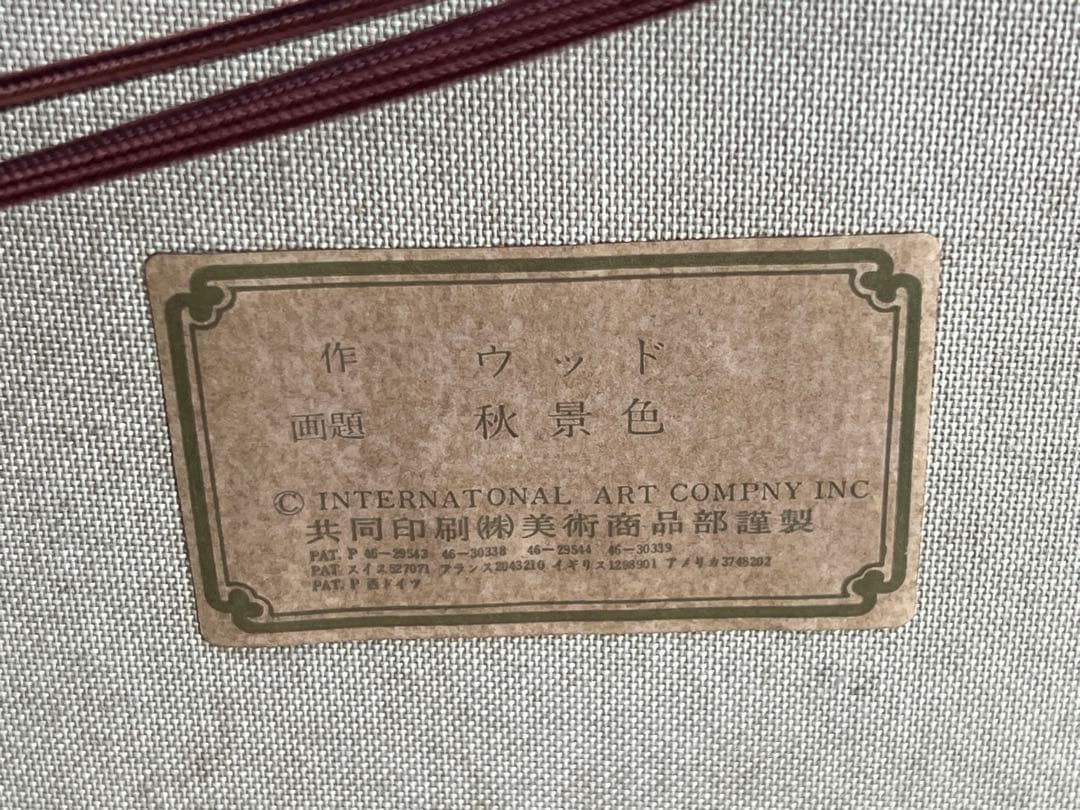 作 ウッド
画題 秋景色
© INTERNATONAL ART COMPNY INC
共同印刷㈱美術商品部謹製
PAT. P 46-29543 46-30338 46-29544 46-30339
PAT. スイス527071 フランス2043210 イギリス1298901 アメリカ3748202
PAT. P 西ドイツ